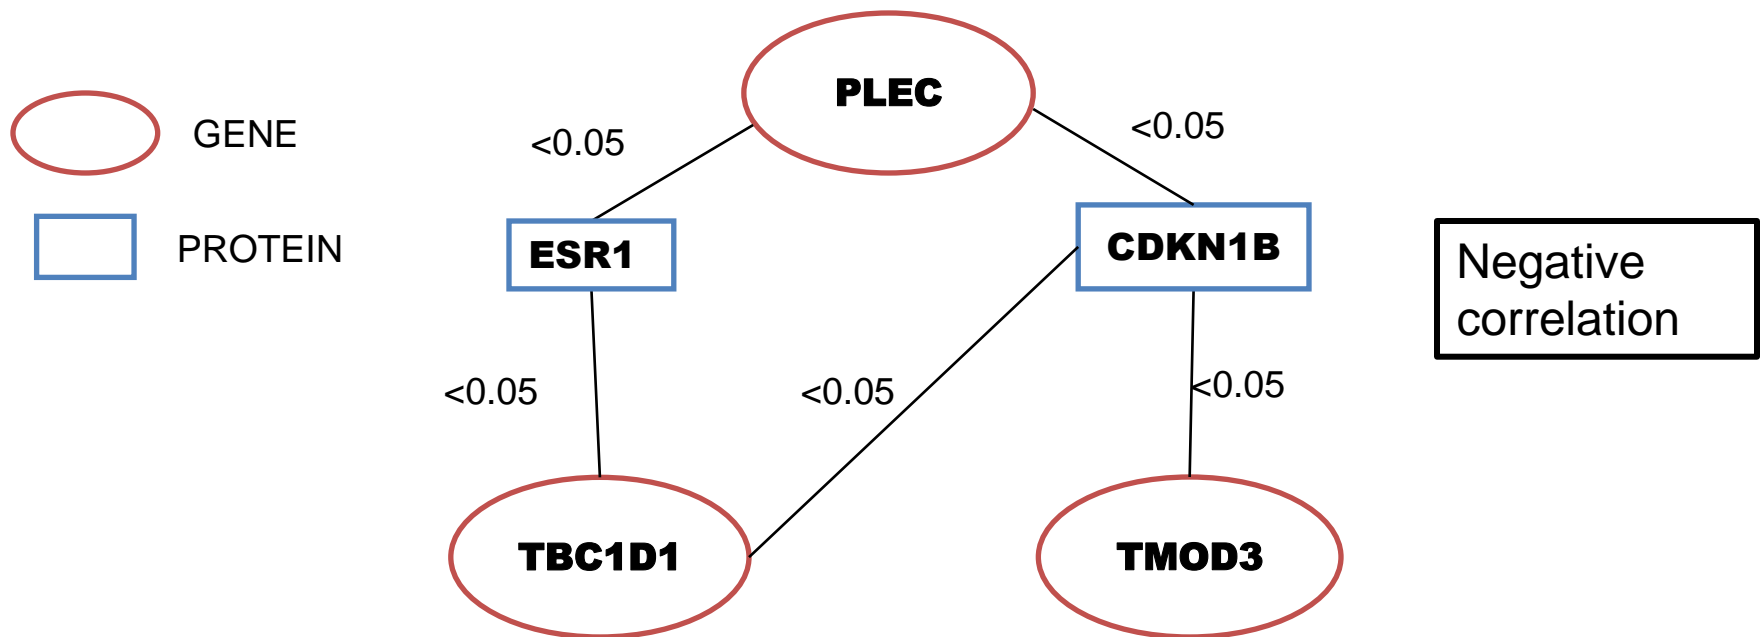 PLEC
<0.05
<0.05
GENE
PROTEIN
ESR1
CDKN1B
Negative
correlation
<0.05
<0.05
<0.05
TBC1D1
TMOD3